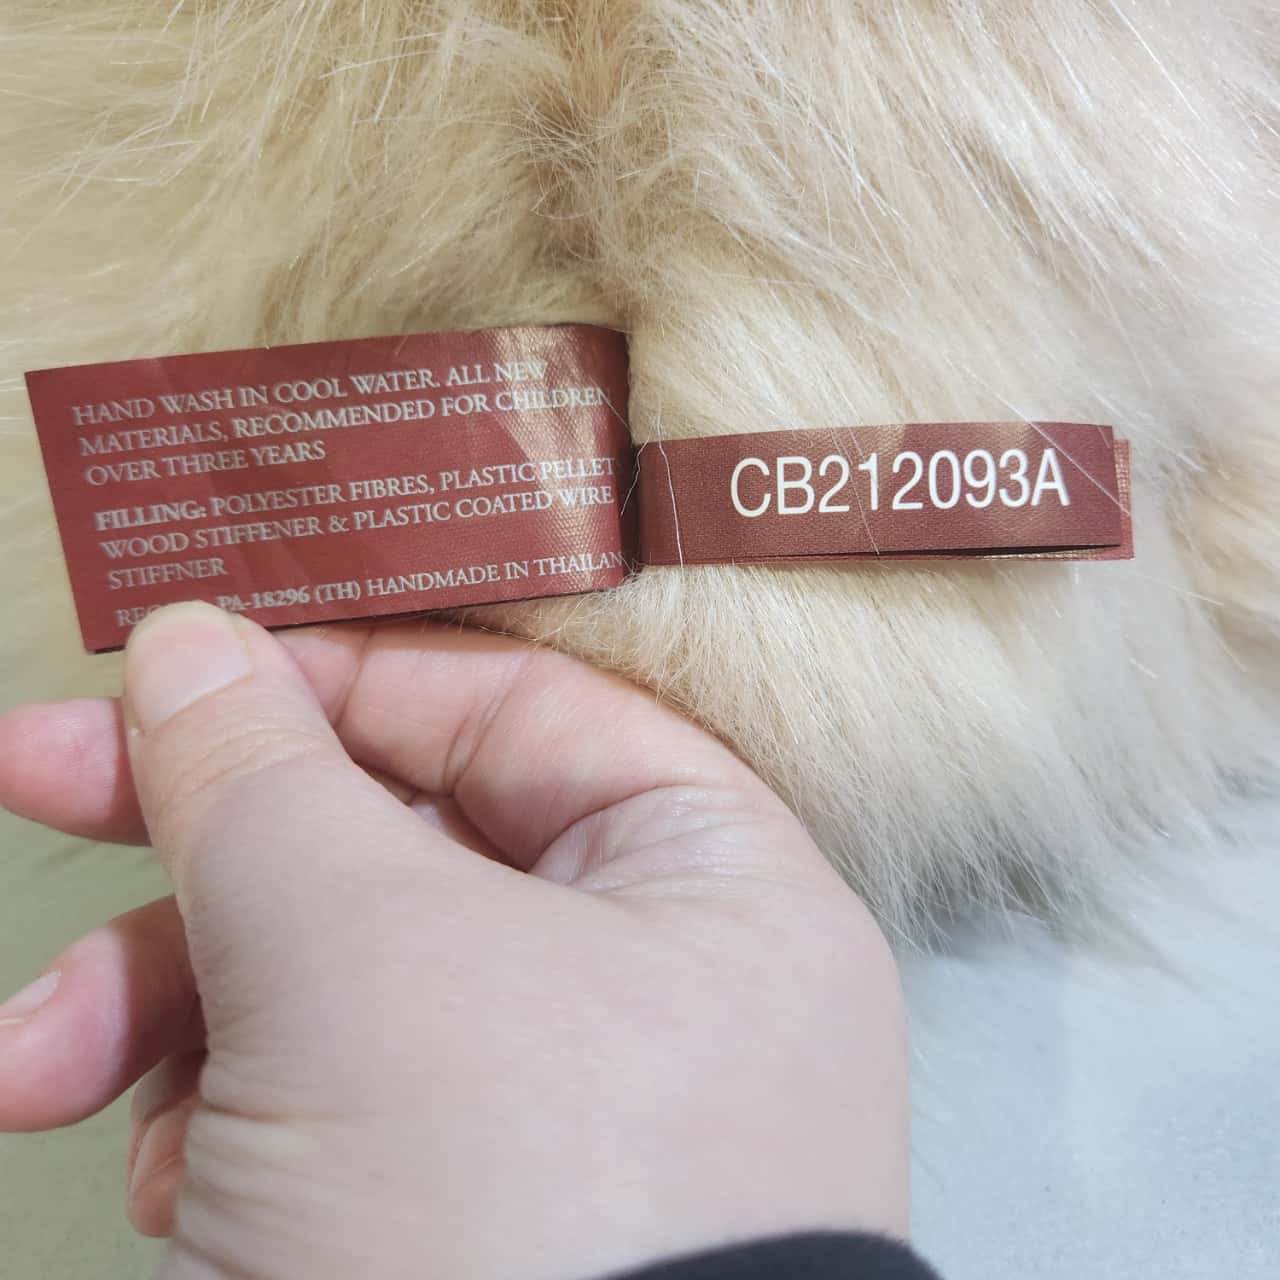 HAND WASH IN COOL WATER. ALL NEW
MATERIALS, RECOMMENDED FOR CHILDREN
OVER THREE YEARS
FILLING: POLYESTER FIBRES, PLASTIC PELLET
WOOD STIFFENER & PLASTIC COATED WIRE
STIFFNER
PA-18296 (TH) HANDMADE IN THAILAN
CB212093A